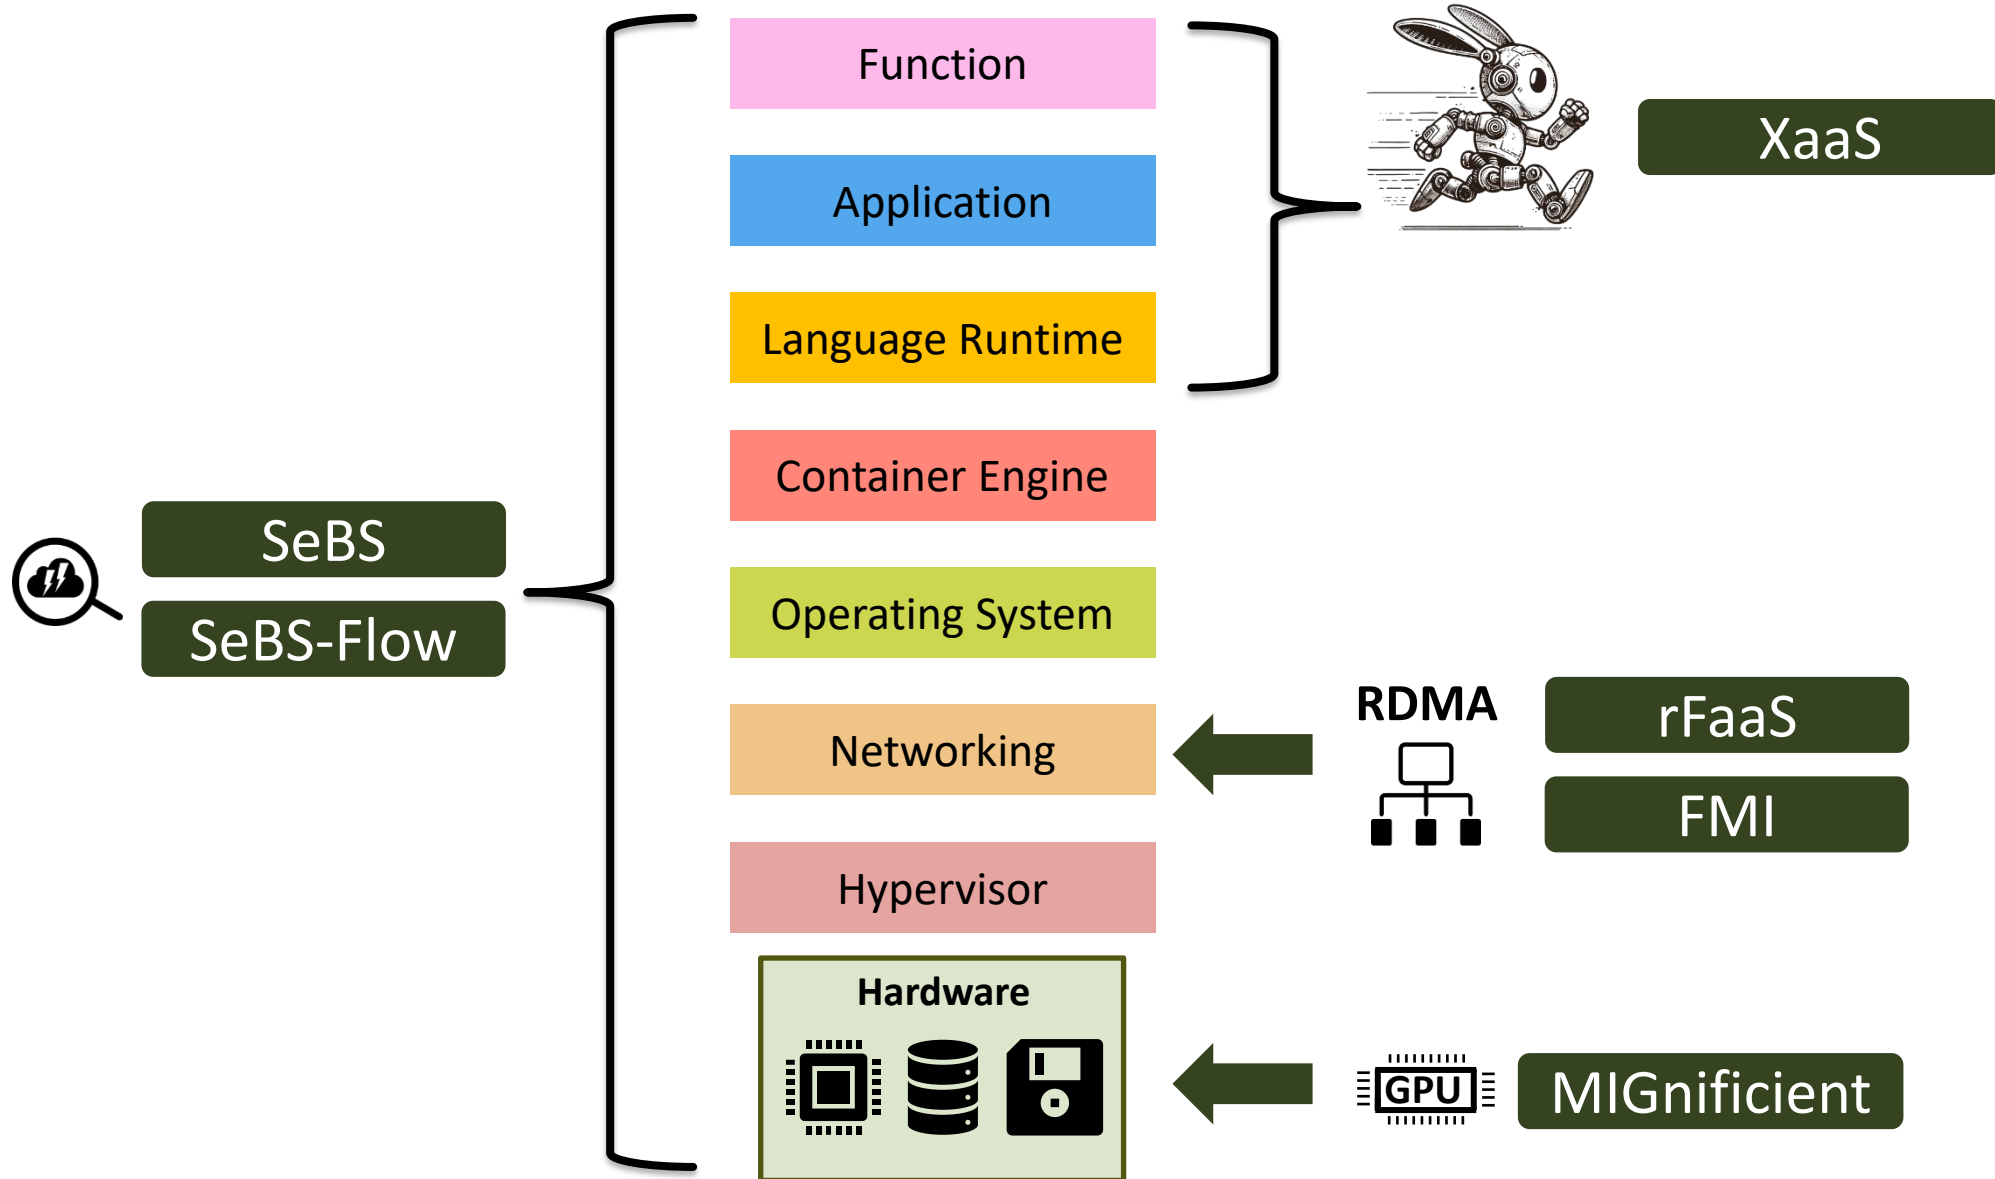 Function
Application
Language Runtime
Container Engine
Operating System
Networking
Hypervisor
Hardware
SeBS
SeBS-Flow
XaaS
RDMA
rFaaS
FMI
GPU
MIGnificient